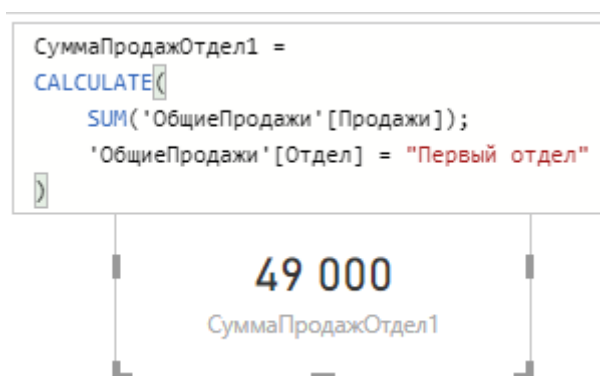 СуммаПродажОтдел1 =
CALCULATE(
SUM('ОбщиеПродажи'[Продажи]);
'ОбщиеПродажи'[Отдел] = "Первый отдел"
)
49 000
СуммаПродажОтдел1